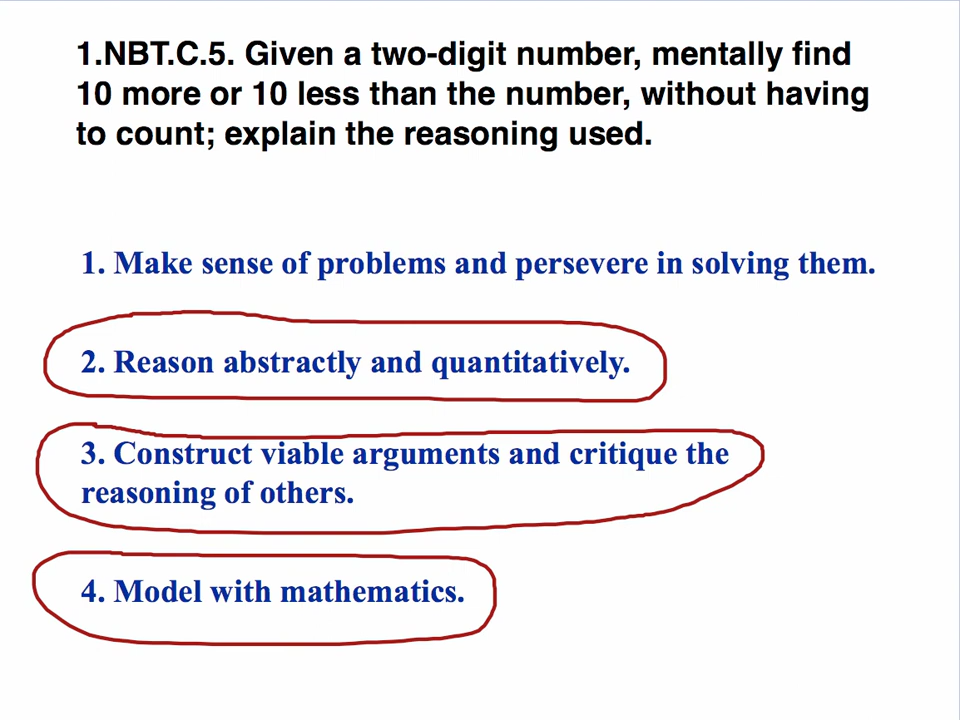 1.NBT.C.5. Given a two-digit number, mentally find
10 more or 10 less than the number, without having
to count; explain the reasoning used.
1. Make sense of problems and persevere in solving them.
2. Reason abstractly and quantitatively.
3. Construct viable arguments and critique the
reasoning of others.
4. Model with mathematics.